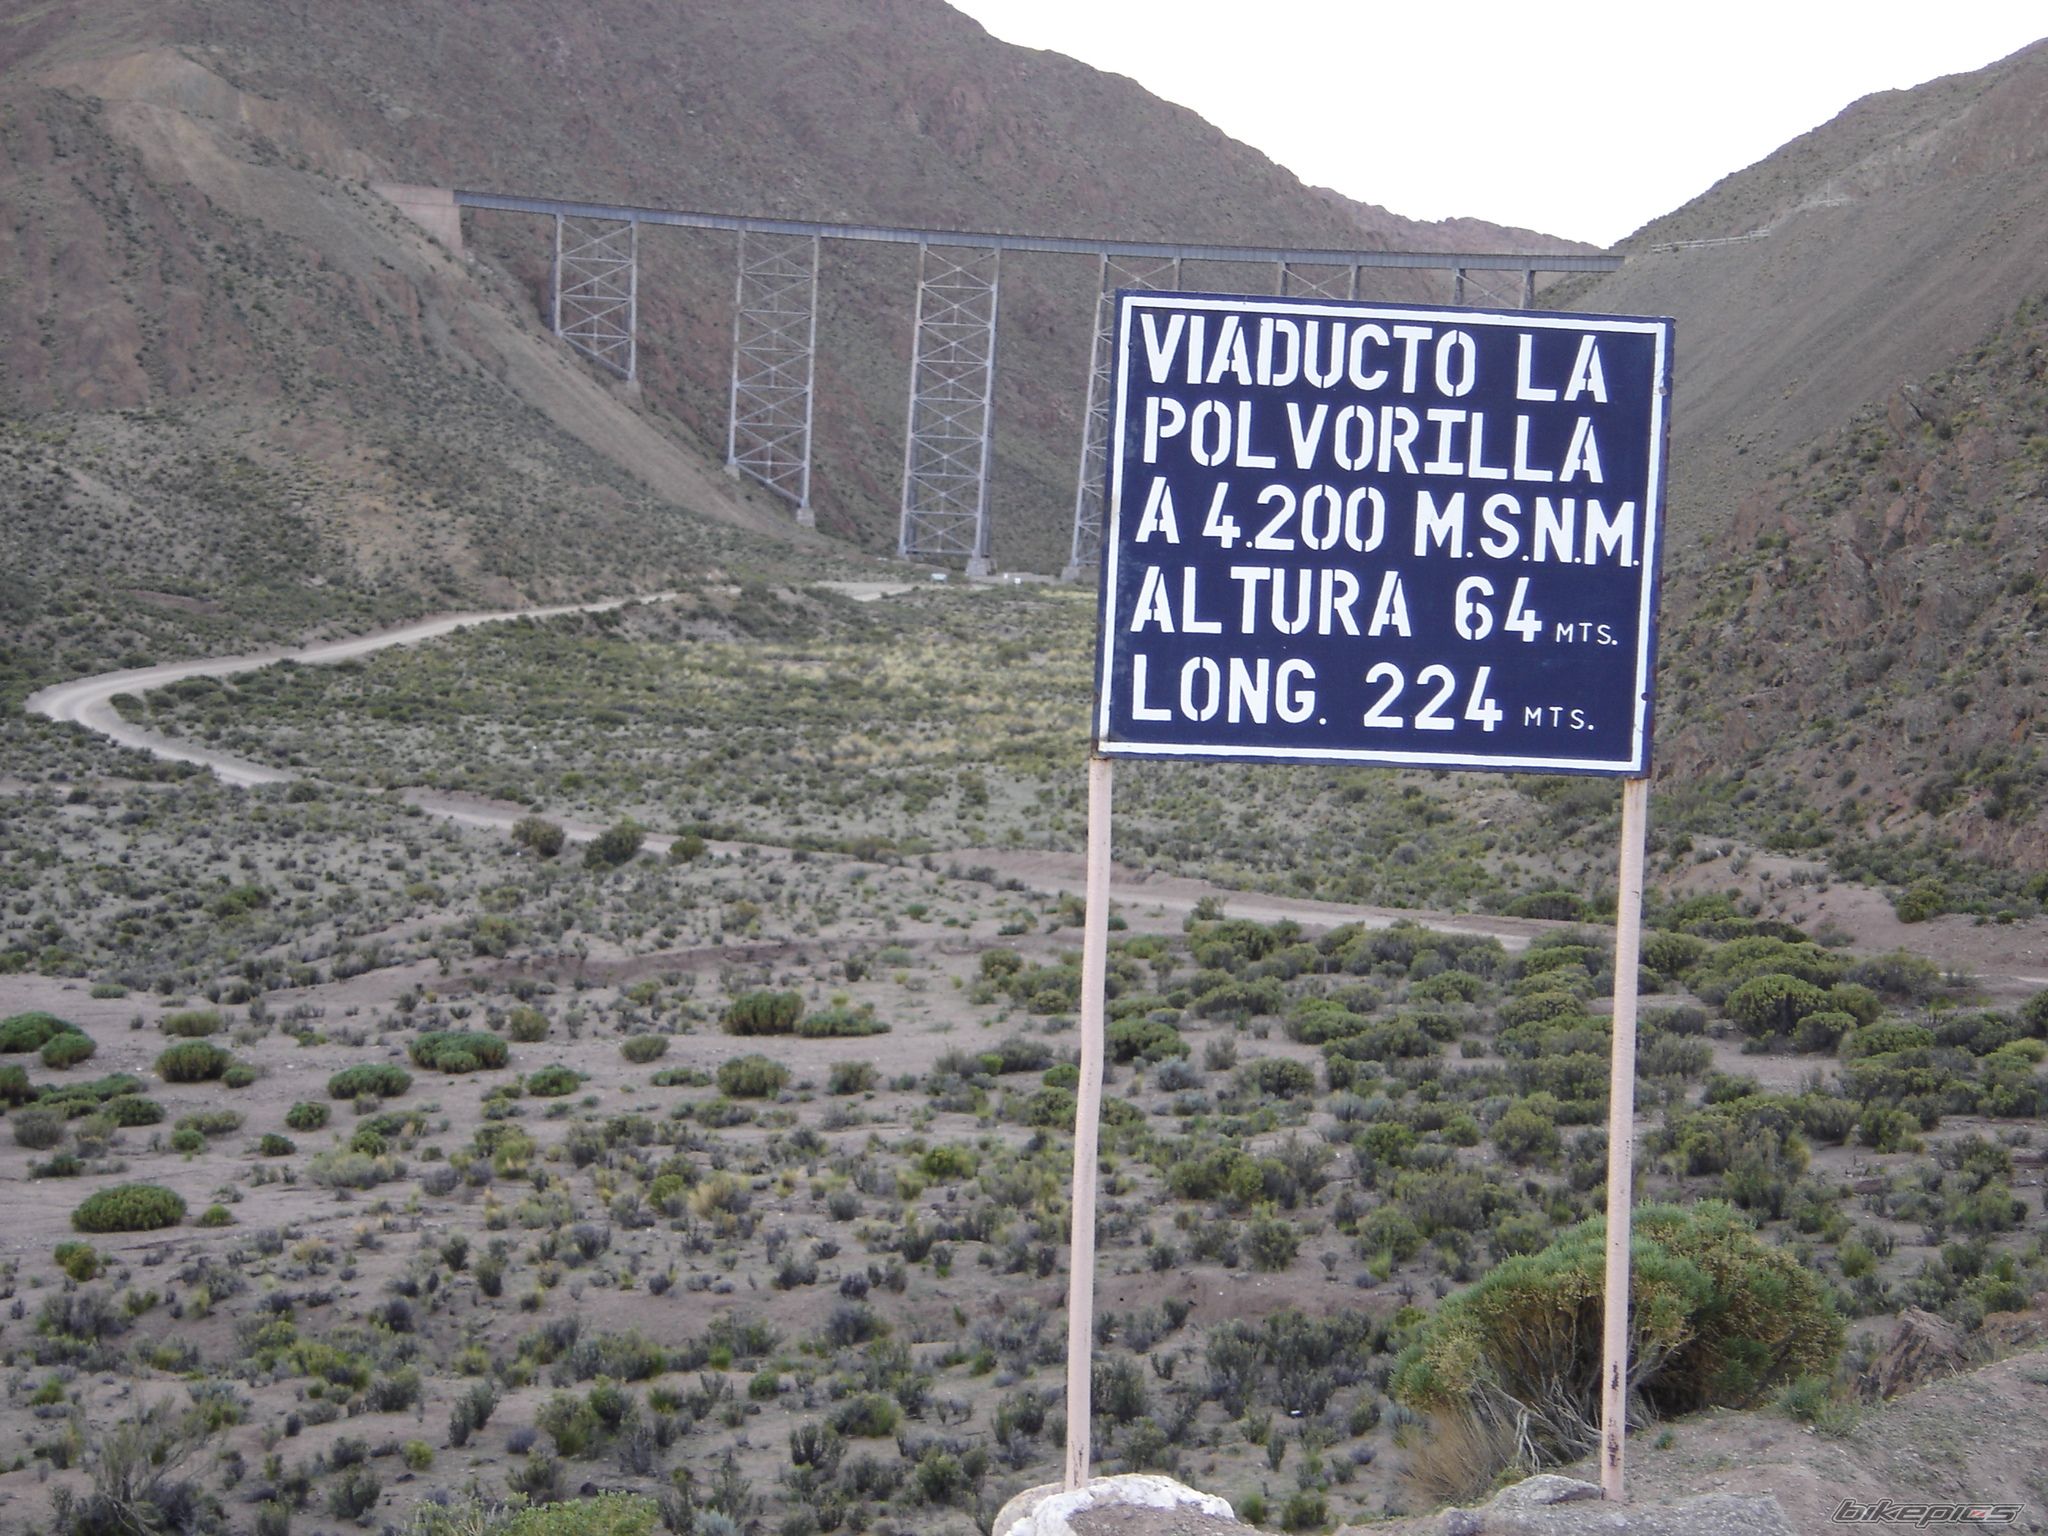 VIADUCTO LA
POLVORILLA
A 4.200 M.S.N.M.
ALTURA 64 MTS.
LONG. 224 MTS.
bikepics